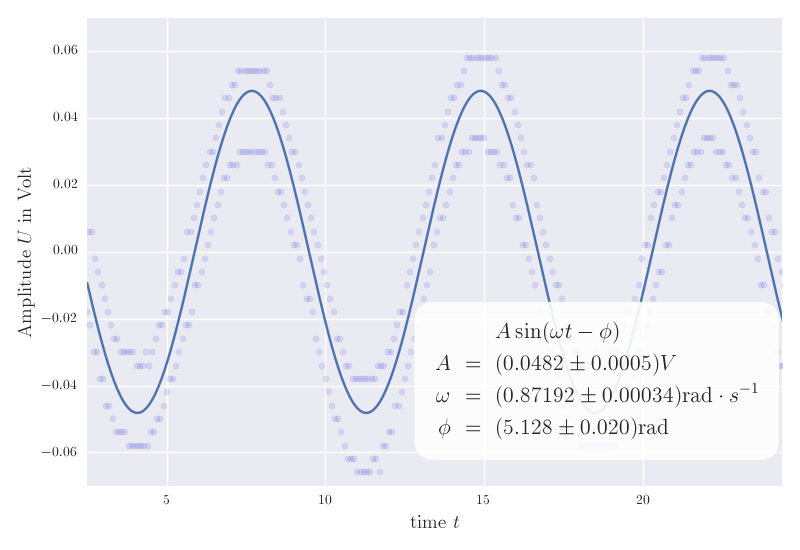 0.06
0.04
0.02
0.00
−0.02
−0.04
−0.06
Amplitude U in Volt
A sin(ωt − ϕ)
A = (0.0482 ± 0.0005)V
ω = (0.87192 ± 0.00034)rad · s⁻¹
ϕ = (5.128 ± 0.020)rad
5 10 15 20
time t